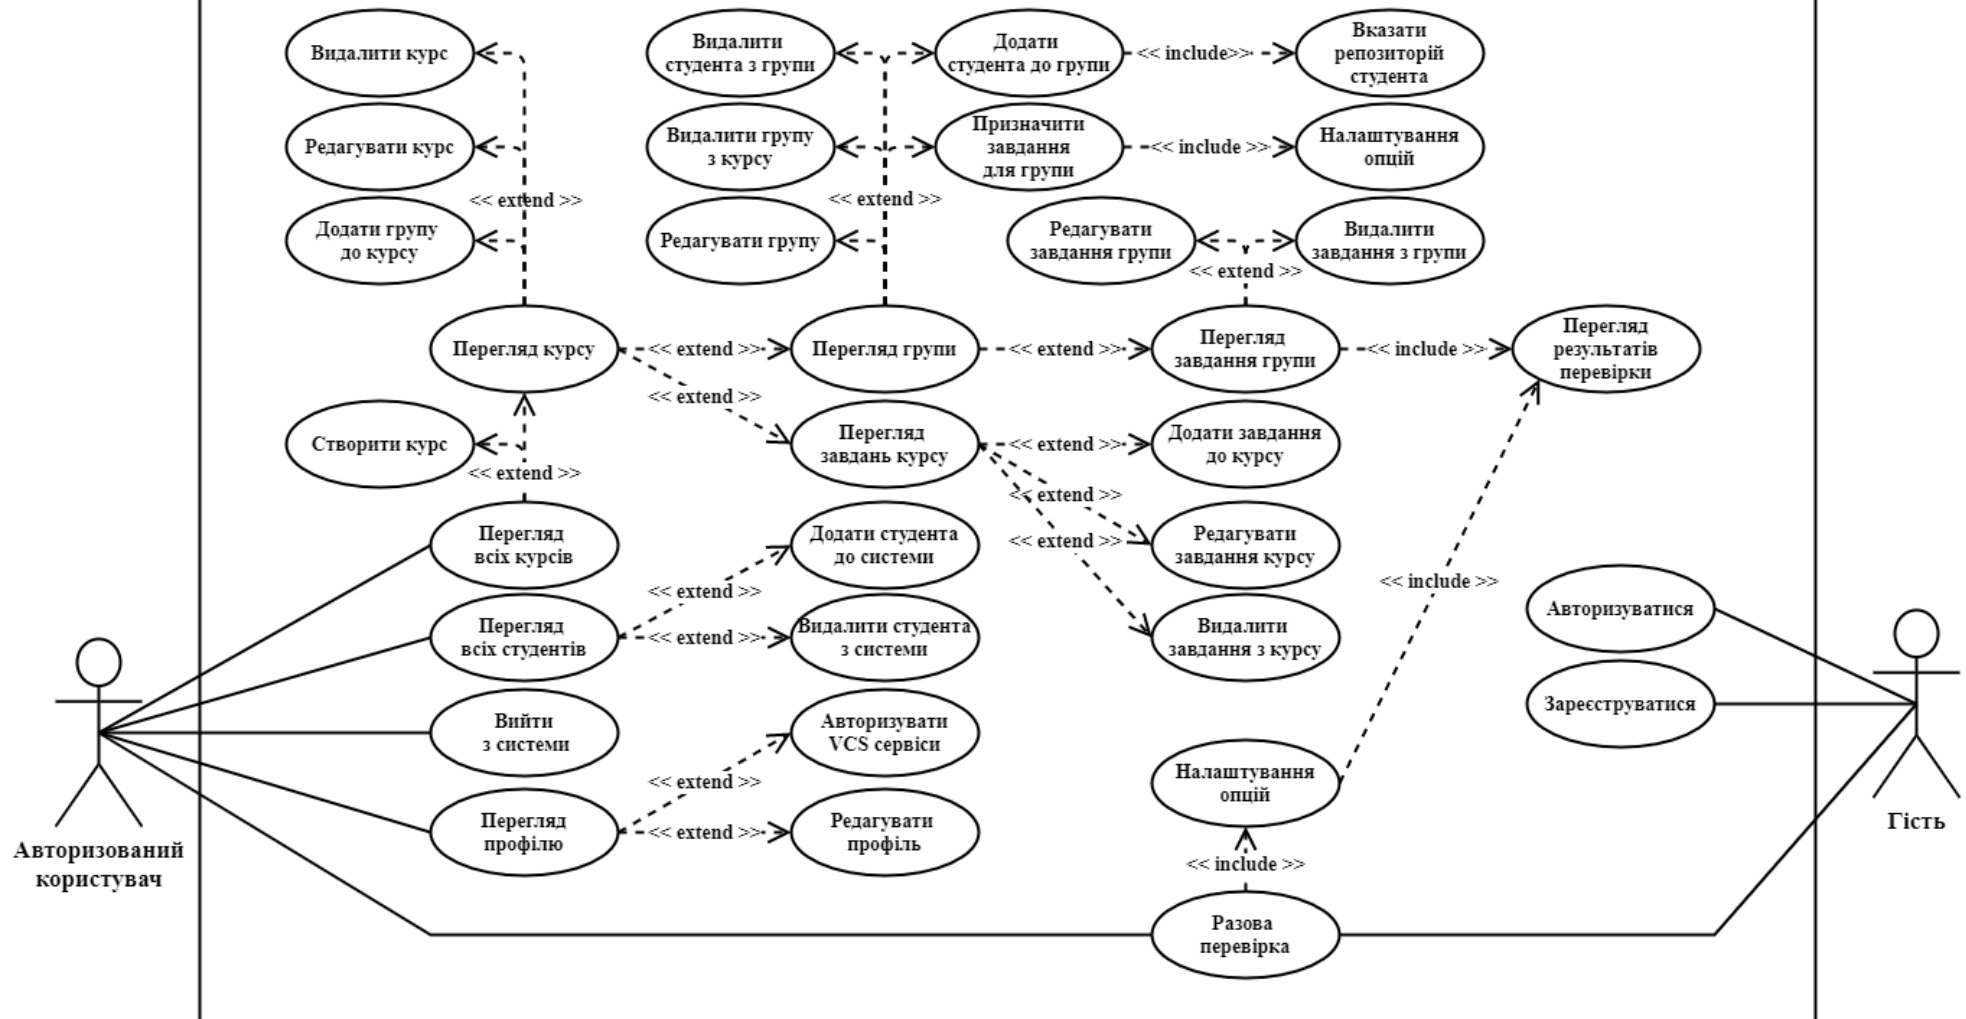 Видалити курс
Видалити
студента з групи
Додати
студента до групи
<< include>>
Вказати
репозиторій
студента
Редагувати курс
Видалити групу
з курсу
Призначити
завдання
для групи
<< include >>
Налаштування
опцій
<< extend >>
<< extend >>
Додати групу
до курсу
Редагувати групу
Редагувати
завдання групи
Видалити
завдання з групи
<< extend >>
Перегляд курсу
<< extend >>
Перегляд групи
<< extend >>
Перегляд
завдання групи
<< include >>
Перегляд
результатів
перевірки
<< extend >>
Створити курс
Перегляд
завдань курсу
<< extend >>
Додати завдання
до курсу
<< extend >>
<< extend >>
Перегляд
всіх курсів
Додати студента
до системи
<< extend >>
Редагувати
завдання курсу
<< extend >>
<< include >>
Авторизуватися
Перегляд
всіх студентів
<< extend >>
Видалити студента
з системи
Видалити
завдання з курсу
Зареєструватися
Вийти
з системи
Авторизувати
VCS сервіси
<< extend >>
Налаштування
опцій
Перегляд
профілю
<< extend >>
Редагувати
профіль
Гість
Авторизований
користувач
<< include >>
Разова
перевірка